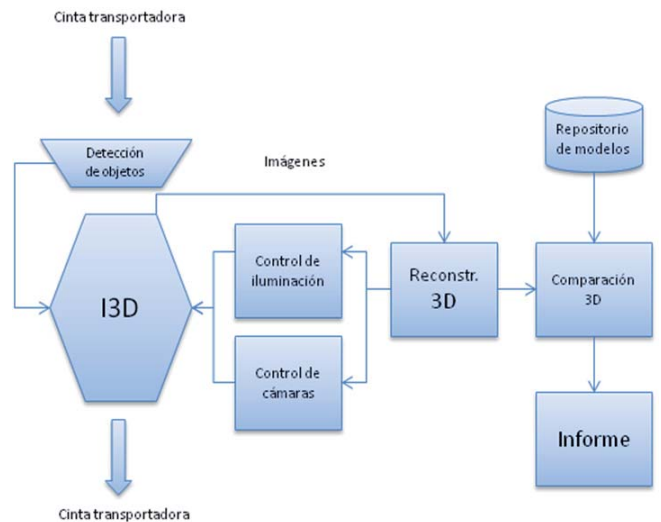 Cinta transportadora
Detección
de objetos
Imágenes
Repositorio
de modelos
I3D
Control de
iluminación
Reconstr.
3D
Comparación
3D
Control de
cámaras
Informe
Cinta transportadora